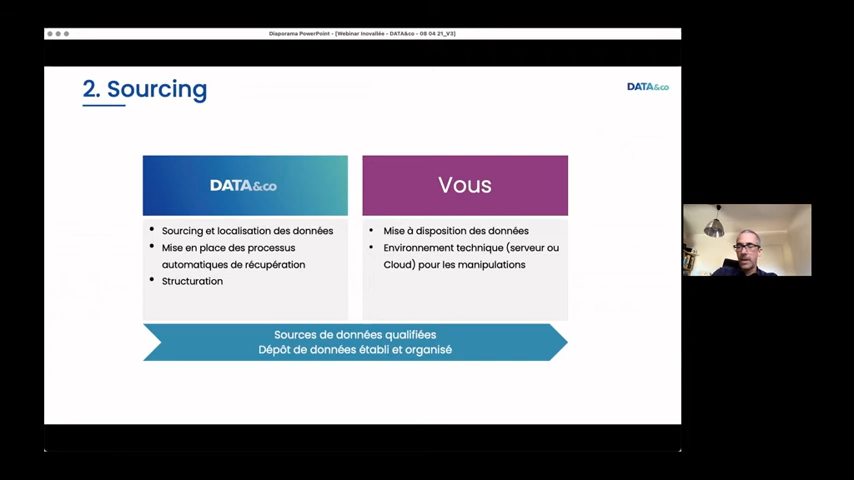 Diaporama PowerPoint - [Webinar Inovallée - DATA&co - 08 04 21_V3]
2. Sourcing
DATA&co
DATA&co
Vous
• Sourcing et localisation des données
• Mise en place des processus
automatiques de récupération
• Structuration
• Mise à disposition des données
• Environnement technique (serveur ou
Cloud) pour les manipulations
Sources de données qualifiées
Dépôt de données établi et organisé